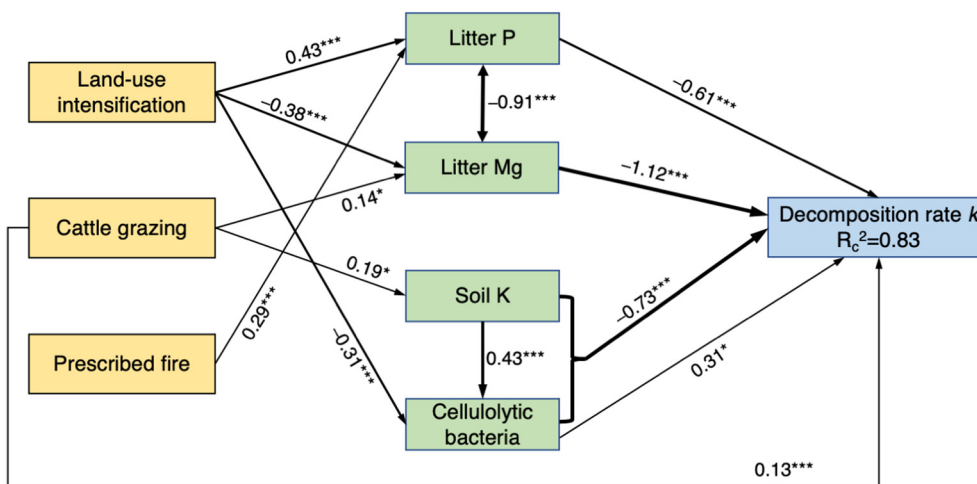 Litter P
0.43***
Land-use
intensification
−0.38***
−0.91***
−0.61***
Litter Mg
−1.12***
0.14*
Cattle grazing
Decomposition rate k
Rc²=0.83
0.19*
Soil K
0.29***
−0.73***
Prescribed fire
−0.31***
0.43***
0.31*
Cellulolytic
bacteria
0.13***